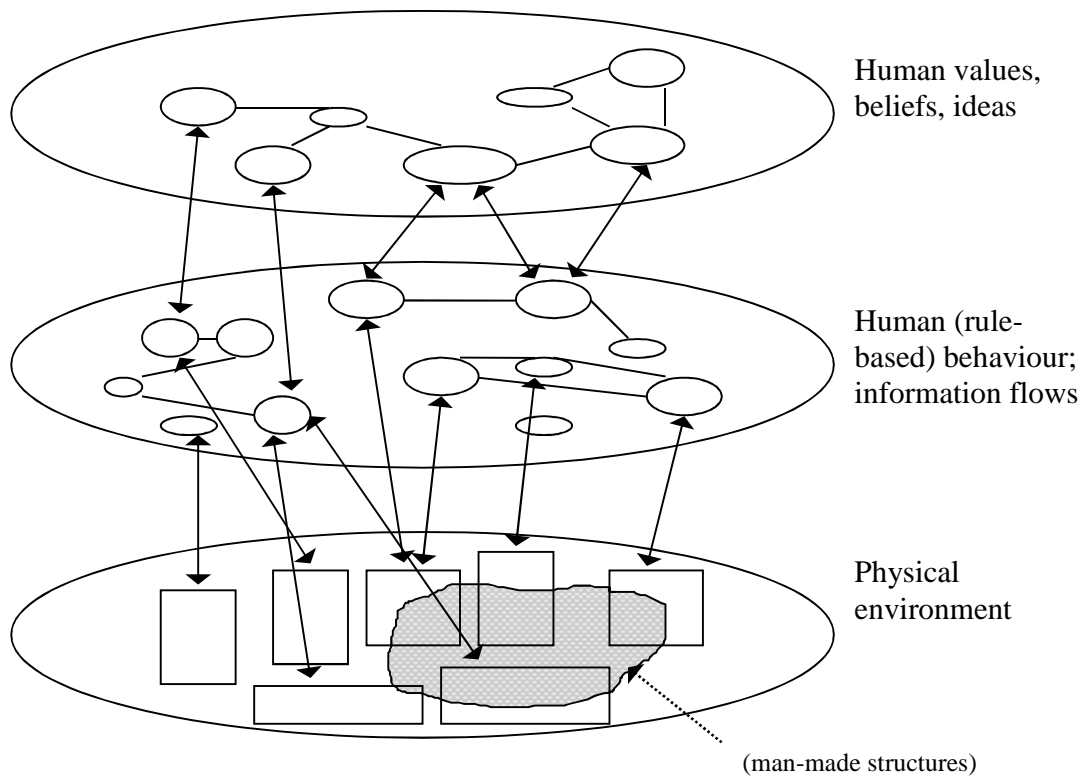 Human values,
beliefs, ideas
Human (rule-
based) behaviour;
information flows
Physical
environment
(man-made structures)